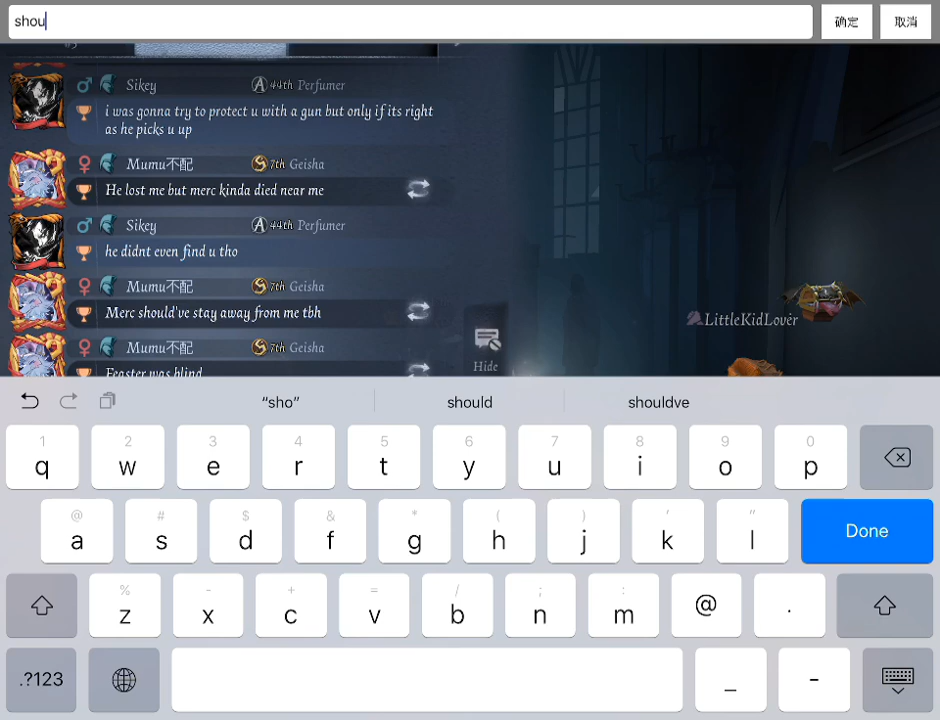 shou
确定
取消
Sikey
A 44th Perfumer
i was gonna try to protect u with a gun but only if its right
as he picks u up
Mumu不配
S 7th Geisha
He lost me but merc kinda died near me
Sikey
A 44th Perfumer
he didnt even find u tho
Mumu不配
S 7th Geisha
Merc should've stay away from me tbh
Mumu不配
S 7th Geisha
Feaster was blind
LittleKidLover
Hide
“sho”
should
shouldve
1 2 3 4 5 6 7 8 9 0
q w e r t y u i o p
@ # $ & * ( ) ' "
a s d f g h j k l
Done
% - + = / ; :
z x c v b n m @ .
.?123
_ -